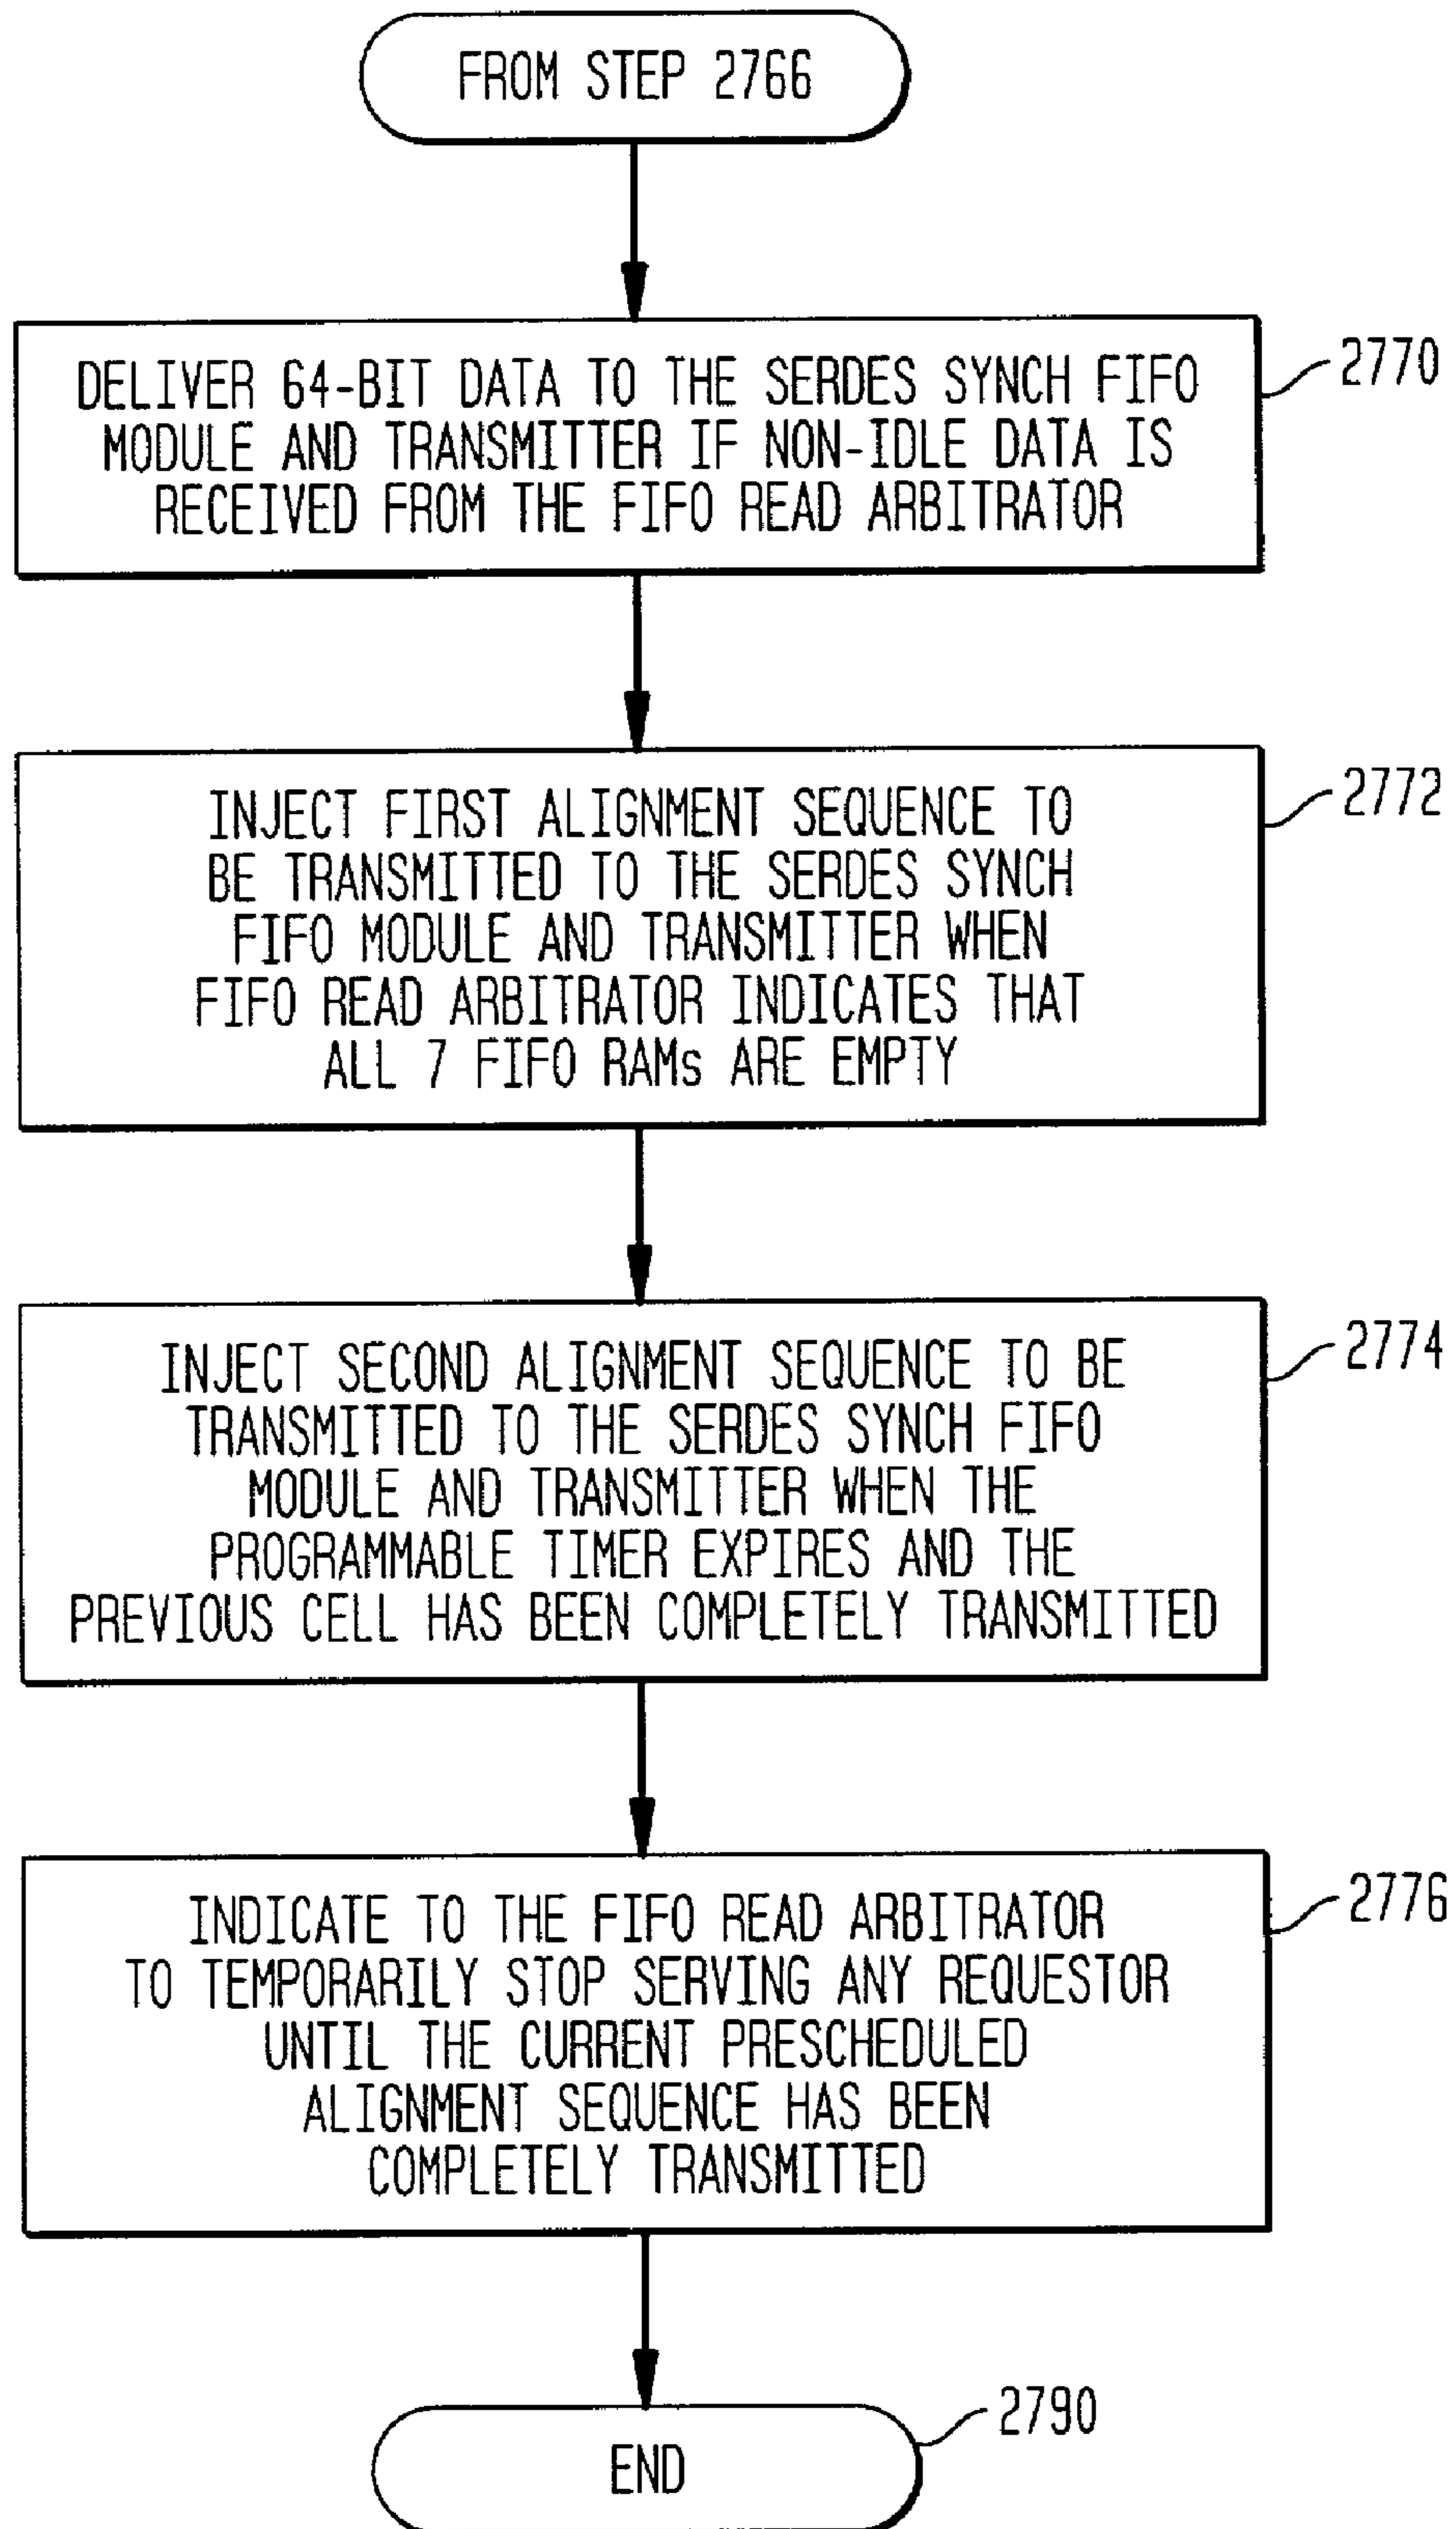 FROM STEP 2766
DELIVER 64-BIT DATA TO THE SERDES SYNCH FIFO
MODULE AND TRANSMITTER IF NON-IDLE DATA IS
RECEIVED FROM THE FIFO READ ARBITRATOR
2770
INJECT FIRST ALIGNMENT SEQUENCE TO
BE TRANSMITTED TO THE SERDES SYNCH
FIFO MODULE AND TRANSMITTER WHEN
FIFO READ ARBITRATOR INDICATES THAT
ALL 7 FIFO RAMs ARE EMPTY
2772
INJECT SECOND ALIGNMENT SEQUENCE TO BE
TRANSMITTED TO THE SERDES SYNCH FIFO
MODULE AND TRANSMITTER WHEN THE
PROGRAMMABLE TIMER EXPIRES AND THE
PREVIOUS CELL HAS BEEN COMPLETELY TRANSMITTED
2774
INDICATE TO THE FIFO READ ARBITRATOR
TO TEMPORARILY STOP SERVING ANY REQUESTOR
UNTIL THE CURRENT PRESCHEDULED
ALIGNMENT SEQUENCE HAS BEEN
COMPLETELY TRANSMITTED
2776
END
2790